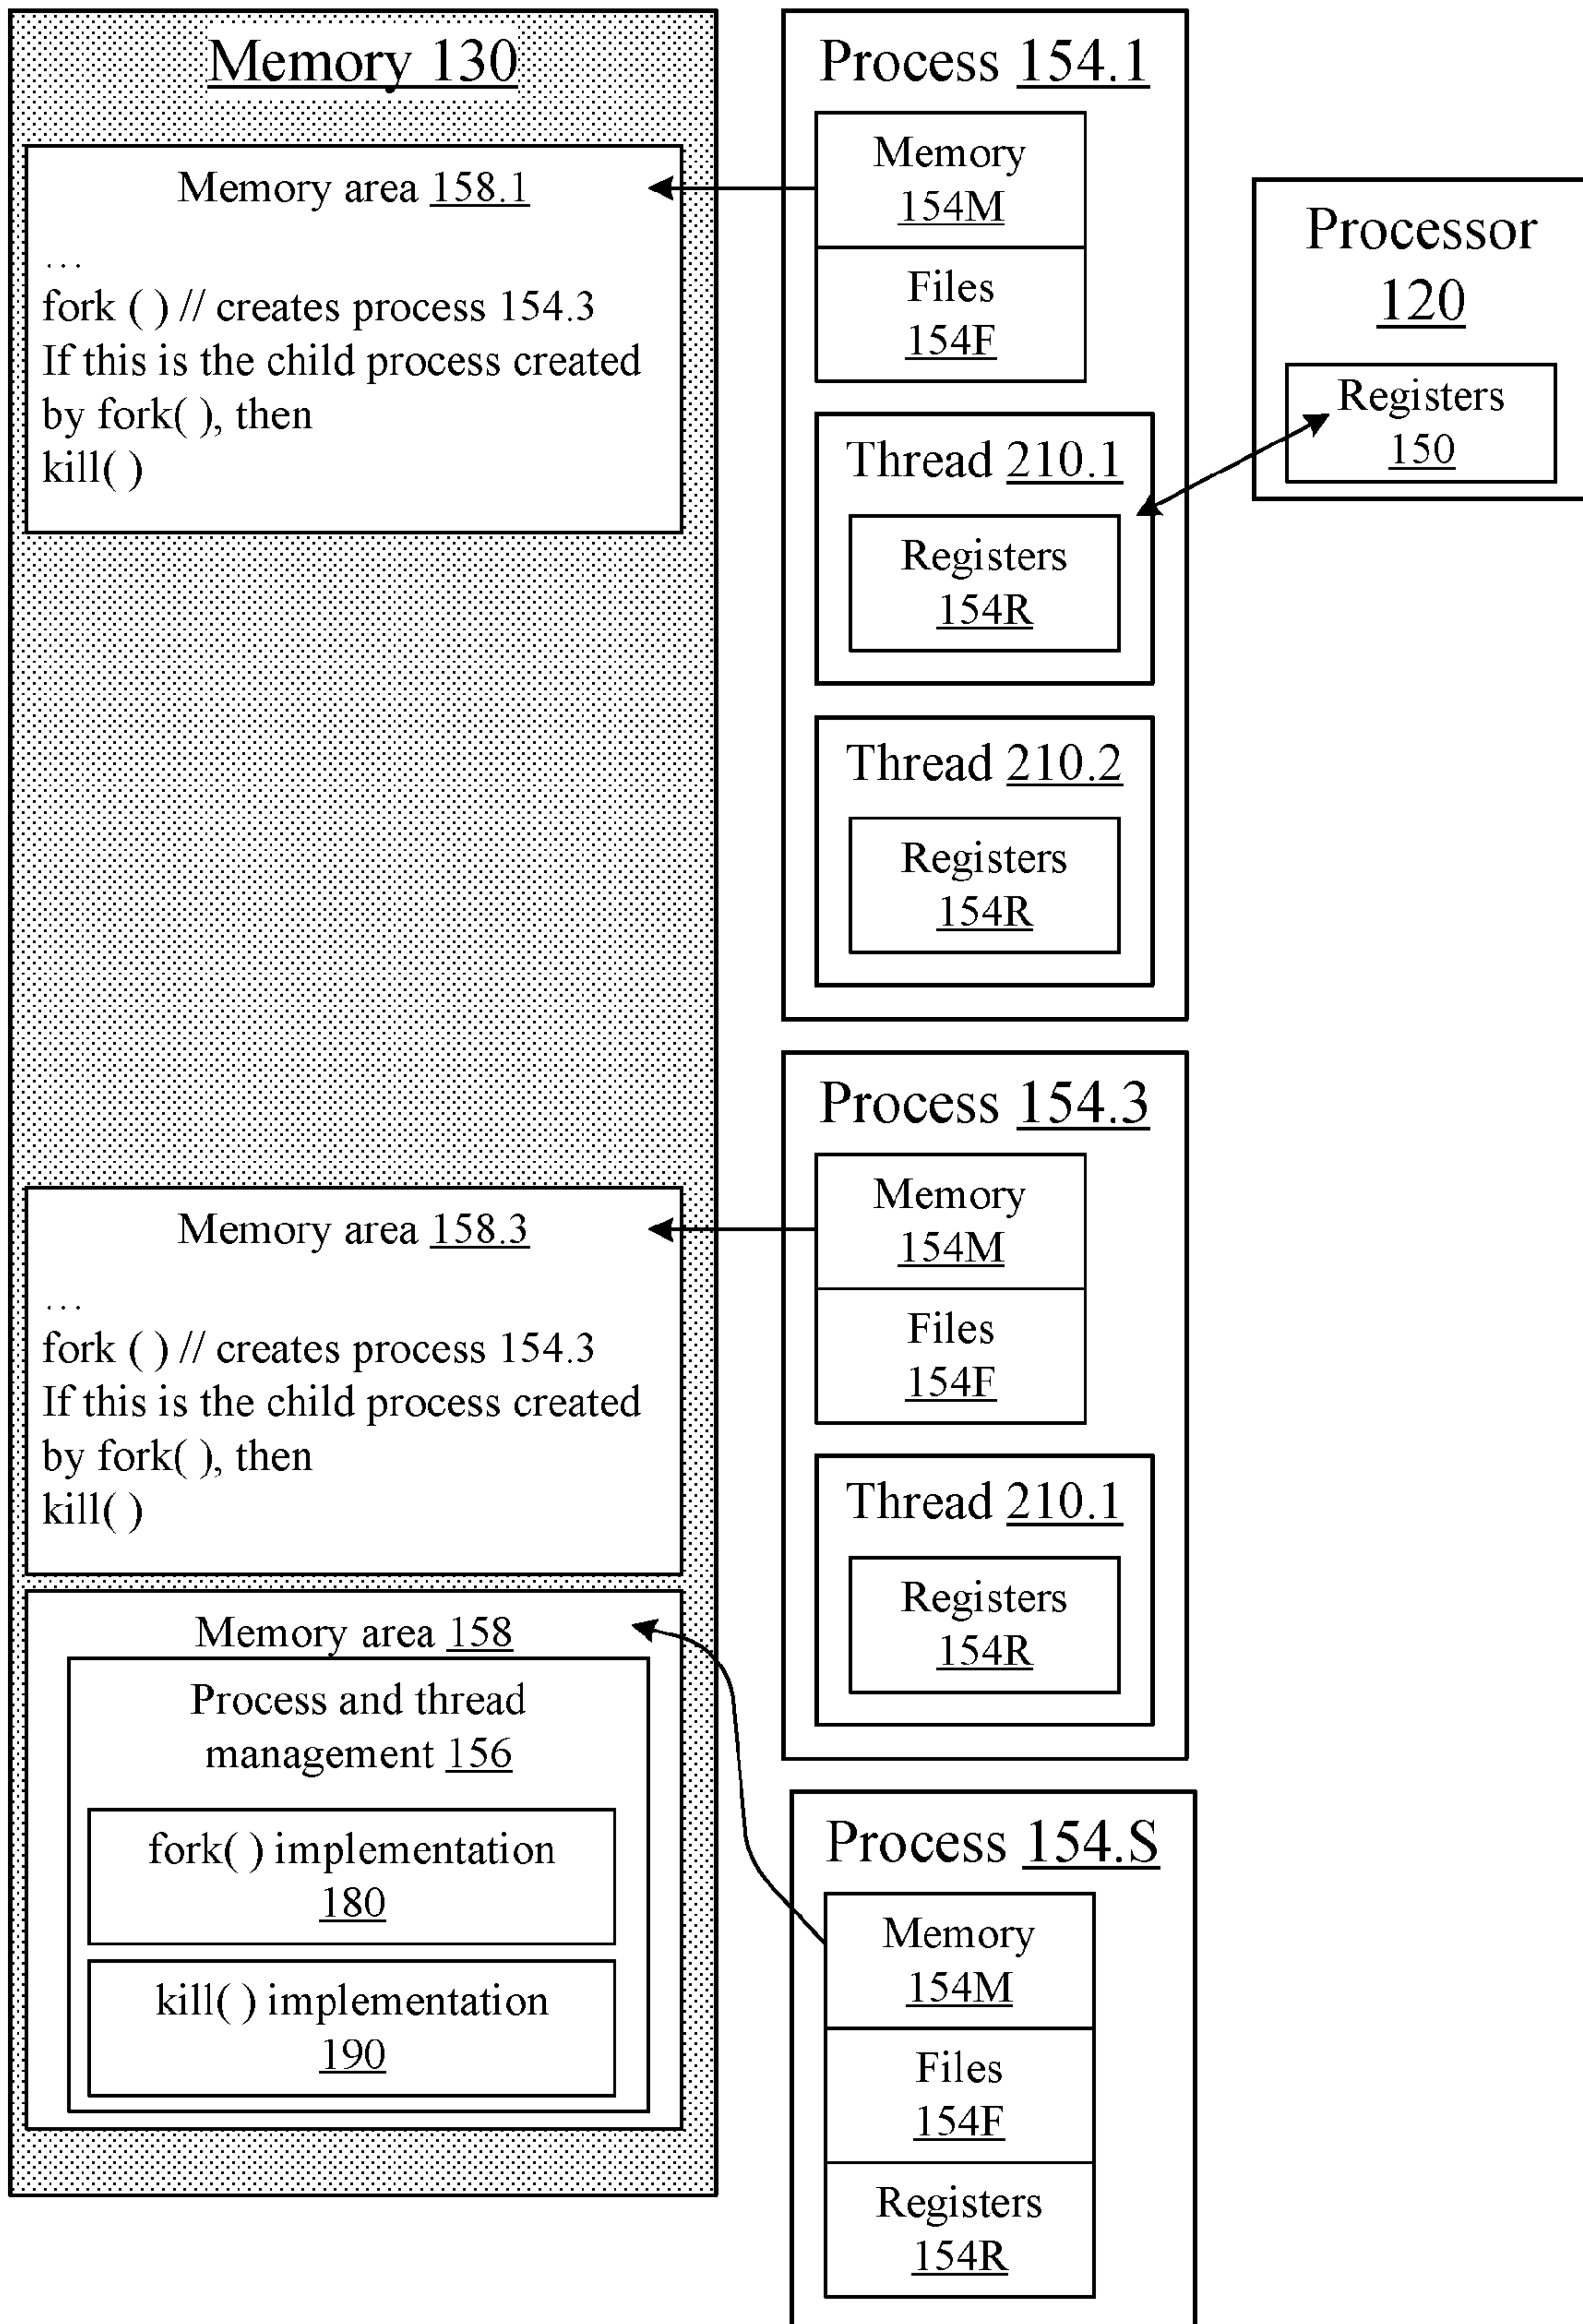 Memory 130
Memory area 158.1
...
fork ( ) // creates process 154.3
If this is the child process created
by fork( ), then
kill( )
Memory area 158.3
...
fork ( ) // creates process 154.3
If this is the child process created
by fork( ), then
kill( )
Memory area 158
Process and thread
management 156
fork( ) implementation
180
kill( ) implementation
190
Process 154.1
Memory
154M
Files
154F
Thread 210.1
Registers
154R
Thread 210.2
Registers
154R
Process 154.3
Memory
154M
Files
154F
Thread 210.1
Registers
154R
Process 154.S
Memory
154M
Files
154F
Registers
154R
Processor
120
Registers
150